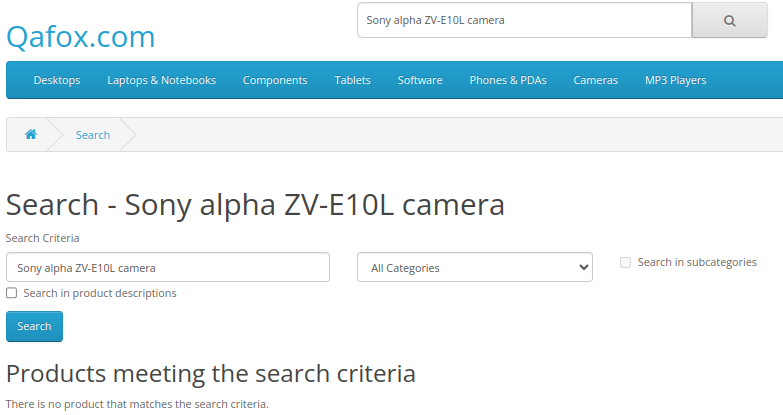 Qafox.com
Sony alpha ZV-E10L camera
Desktops Laptops & Notebooks Components Tablets Software Phones & PDAs Cameras MP3 Players
Search
Search - Sony alpha ZV-E10L camera
Search Criteria
Sony alpha ZV-E10L camera All Categories Search in subcategories
Search in product descriptions
Search
Products meeting the search criteria
There is no product that matches the search criteria.